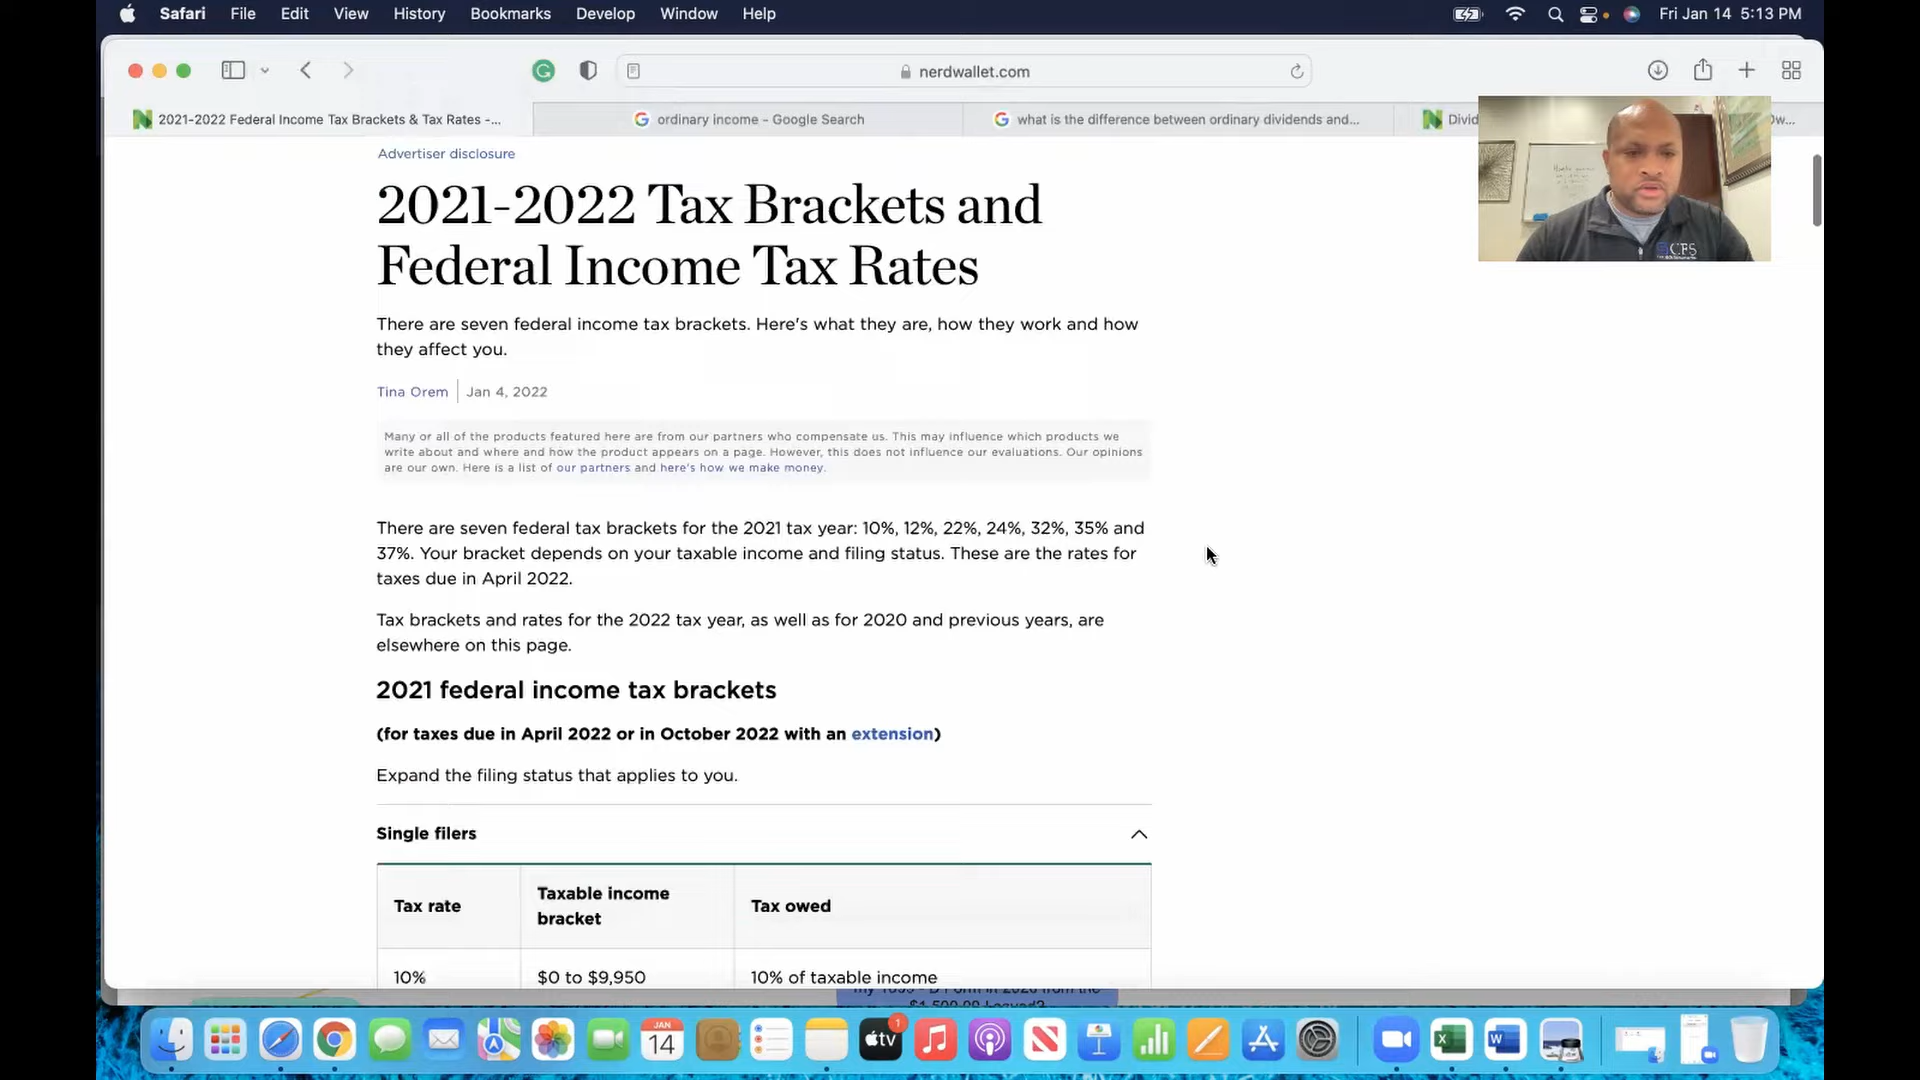 Safari File Edit View History Bookmarks Develop Window Help Fri Jan 14 5:13 PM
nerdwallet.com
2021-2022 Federal Income Tax Brackets & Tax Rates -...
ordinary income - Google Search
what is the difference between ordinary dividends and...
Advertiser disclosure
2021-2022 Tax Brackets and
Federal Income Tax Rates
There are seven federal income tax brackets. Here's what they are, how they work and how
they affect you.
Tina Orem | Jan 4, 2022
Many or all of the products featured here are from our partners who compensate us. This may influence which products we
write about and where and how the product appears on a page. However, this does not influence our evaluations. Our opinions
are our own. Here is a list of our partners and here's how we make money.
There are seven federal tax brackets for the 2021 tax year: 10%, 12%, 22%, 24%, 32%, 35% and
37%. Your bracket depends on your taxable income and filing status. These are the rates for
taxes due in April 2022.
Tax brackets and rates for the 2022 tax year, as well as for 2020 and previous years, are
elsewhere on this page.
2021 federal income tax brackets
(for taxes due in April 2022 or in October 2022 with an extension)
Expand the filing status that applies to you.
Single filers
Tax rate
Taxable income
bracket
Tax owed
10%
$0 to $9,950
10% of taxable income
CFS
JAN
14
tv
1